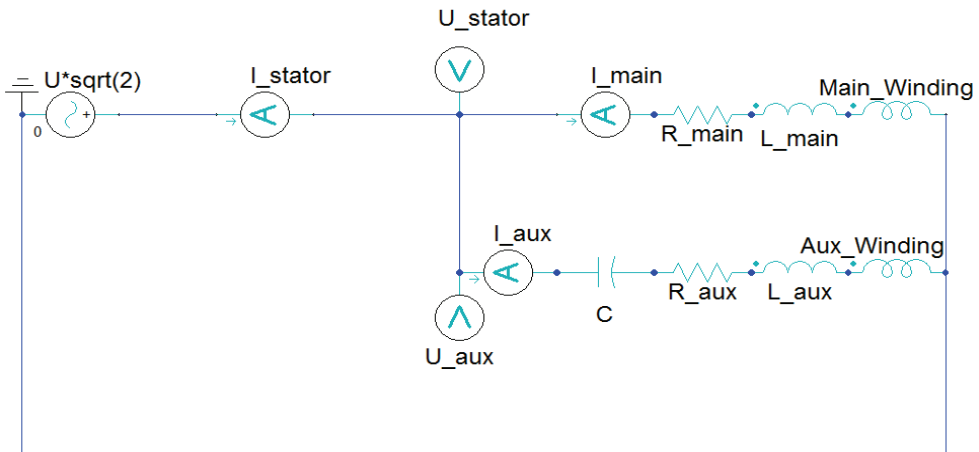 U_stator
U*sqrt(2)
I_stator
I_main
Main_Winding
0
+
A
V
A
R_main
L_main
I_aux
Aux_Winding
A
C
R_aux
L_aux
V
U_aux